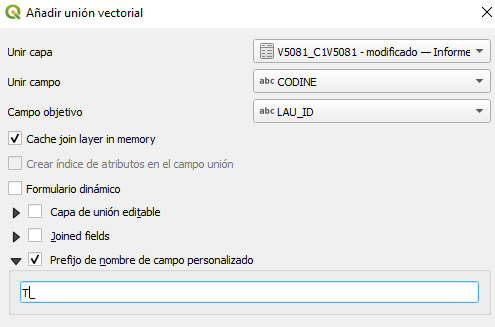 Añadir unión vectorial
Unir capa V5081_C1V5081 - modificado — Informe
Unir campo abc CODINE
Campo objetivo abc LAU_ID
Cache join layer in memory
Crear índice de atributos en el campo unión
Formulario dinámico
Capa de unión editable
Joined fields
Prefijo de nombre de campo personalizado
T_